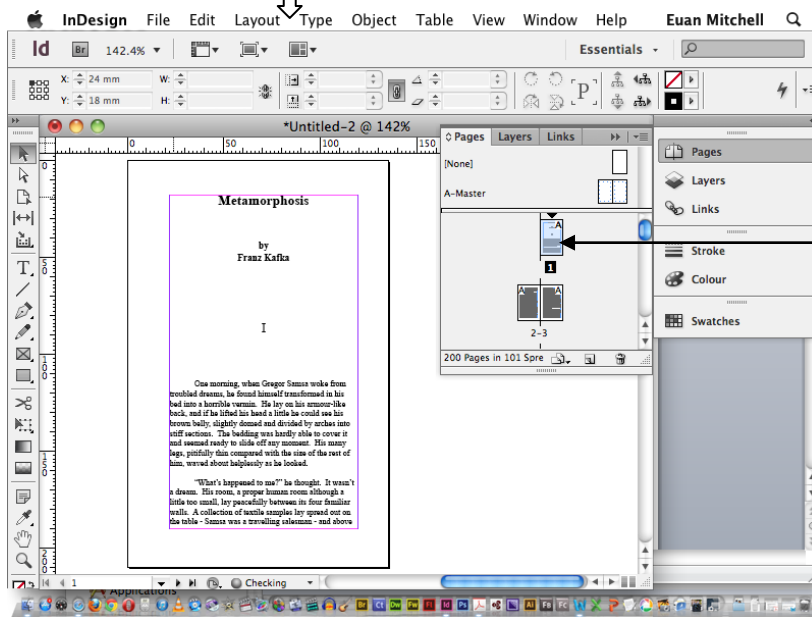 InDesign File Edit Layout Type Object Table View Window Help Euan Mitchell
Id Br 142.4% Essentials
X: 24 mm W: P
Y: 18 mm H:
*Untitled-2 @ 142%
0 50 100 150
Metamorphosis
by
Franz Kafka
One morning, when Gregor Samsa woke from
troubled dreams, he found himself transformed in his
bed into a horrible vermin. He lay on his armour-like
back, and if he lifted his head a little he could see his
brown belly, slightly domed and divided by arches into
stiff sections. The bedding was hardly able to cover it
and seemed ready to slide off any moment. His many
legs, pitifully thin compared with the size of the rest of
him, waved about helplessly as he looked.
"What's happened to me?" he thought. It wasn't
a dream. His room, a proper human room although a
little too small, lay peacefully between its four familiar
walls. A collection of textile samples lay spread out on
the table - Samsa was a travelling salesman - and above
Pages Layers Links
[None]
A-Master
A
1
A A
2-3
200 Pages in 101 Spre
Pages
Layers
Links
Stroke
Colour
Swatches
1 Checking
Applications